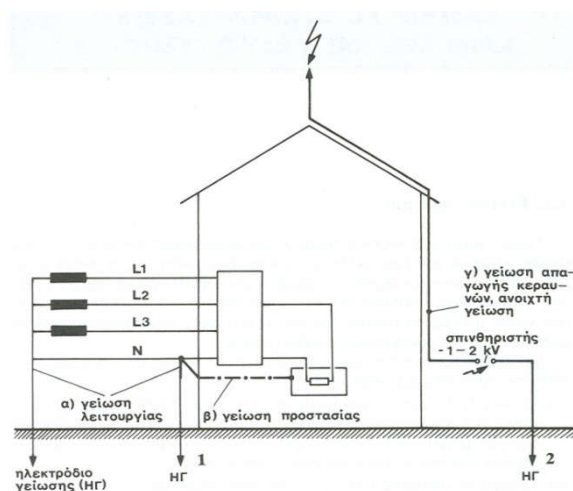 L1
L2
L3
N
α) γείωση
λειτουργίας
β) γείωση προστασίας
γ) γείωση απα-
γωγής κεραυ-
νών, ανοιχτή
γείωση
σπινθηριστής
-1-2 kV
ηλεκτρόδιο
γείωσης (ΗΓ)
1
ΗΓ
2
ΗΓ